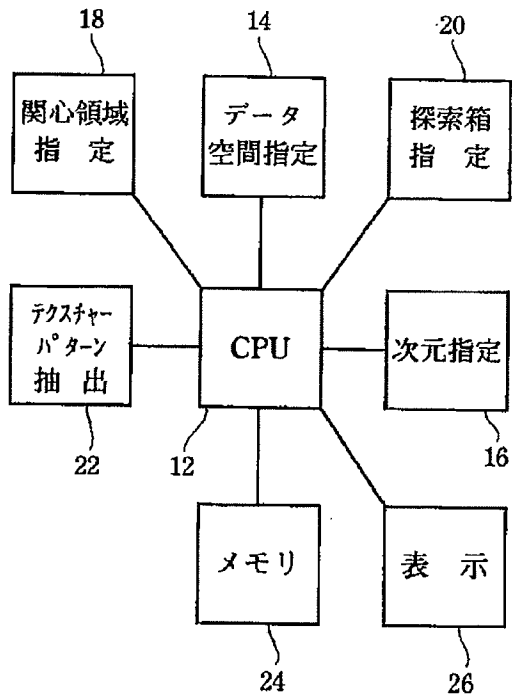 18
14
20
関心領域
指 定
データ
空間指定
探索箱
指 定
テクスチャー
パターン
抽 出
CPU
次元指定
22
12
16
メモリ
表 示
24
26